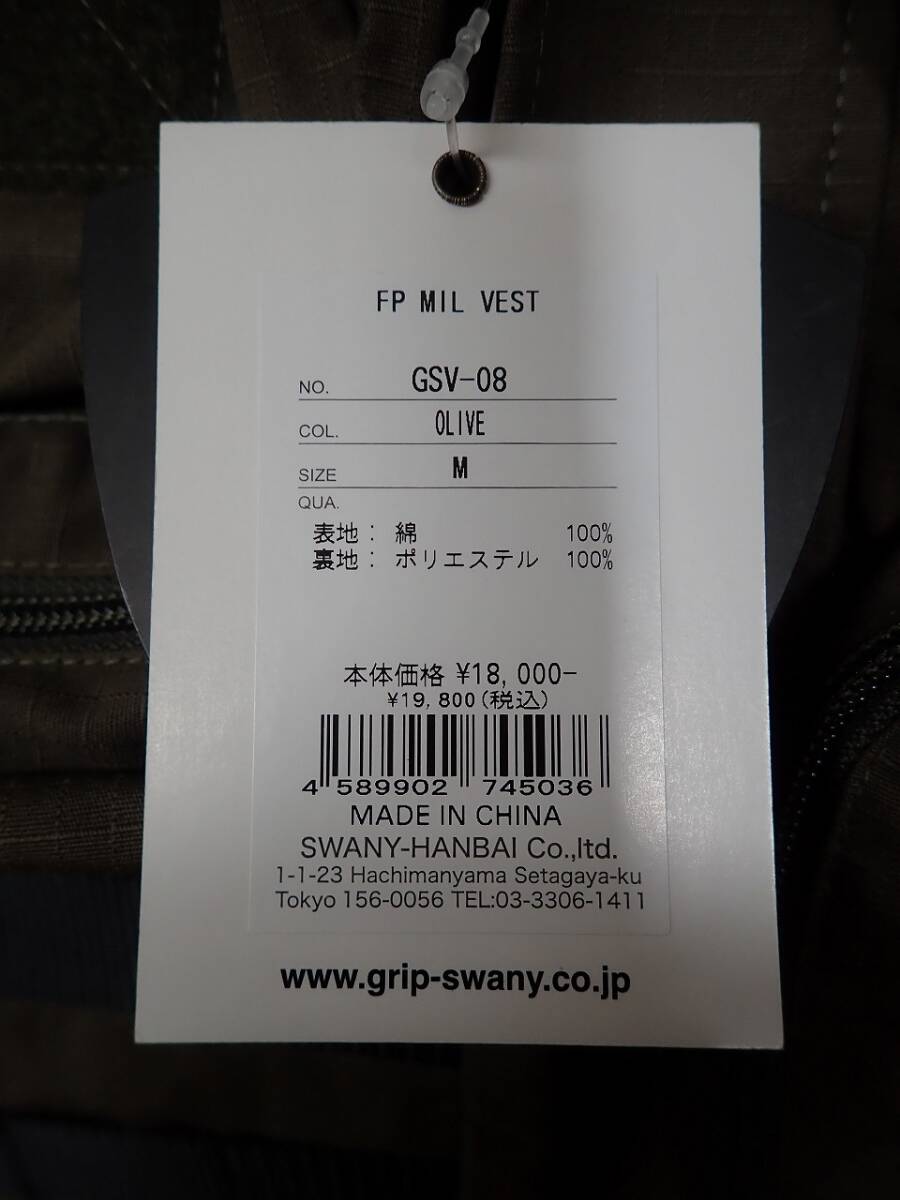 FP MIL VEST
NO. GSV-08
COL. OLIVE
SIZE M
QUA.
表地： 綿 100%
裏地： ポリエステル 100%
本体価格 ¥18,000-
¥19,800(税込)
4 589902 745036
MADE IN CHINA
SWANY-HANBAI Co.,ltd.
1-1-23 Hachimanyama Setagaya-ku
Tokyo 156-0056 TEL:03-3306-1411
www.grip-swany.co.jp